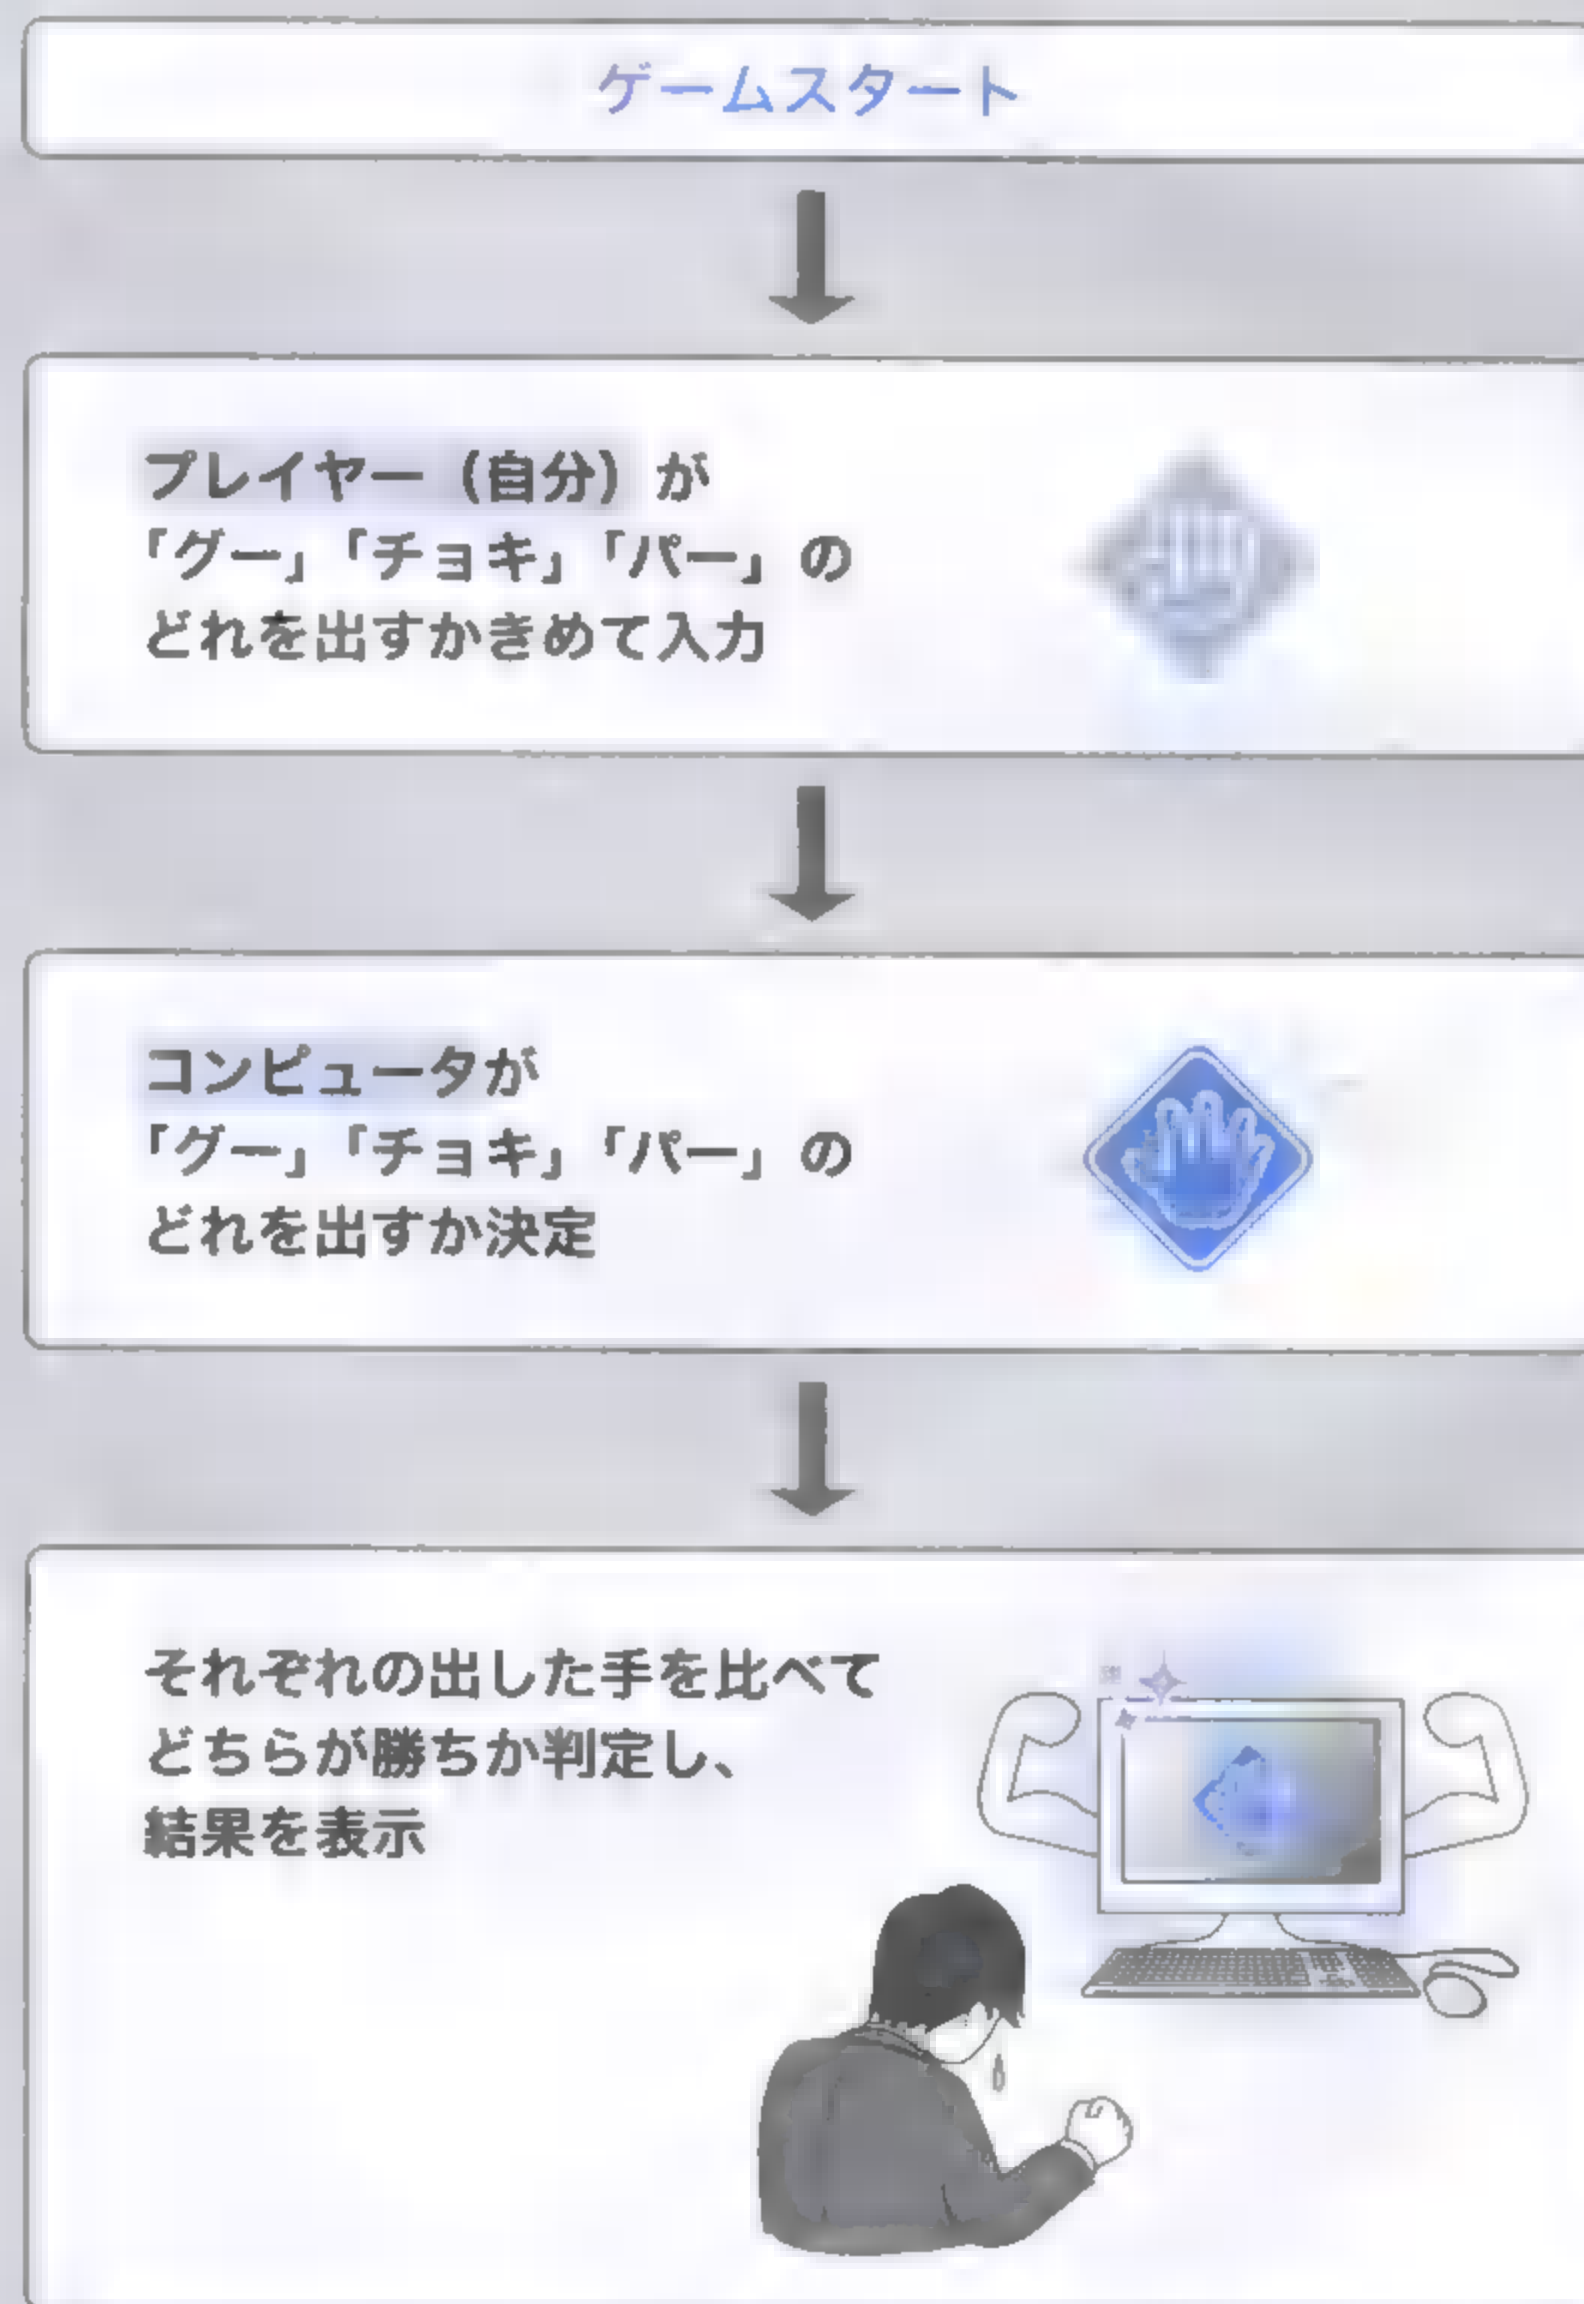 ゲームスタート
プレイヤー（自分）が
「グー」「チョキ」「パー」の
どれを出すかきめて入力
コンピュータが
「グー」「チョキ」「パー」の
どれを出すか決定
それぞれの出した手を比べて
どちらが勝ちか判定し、
結果を表示